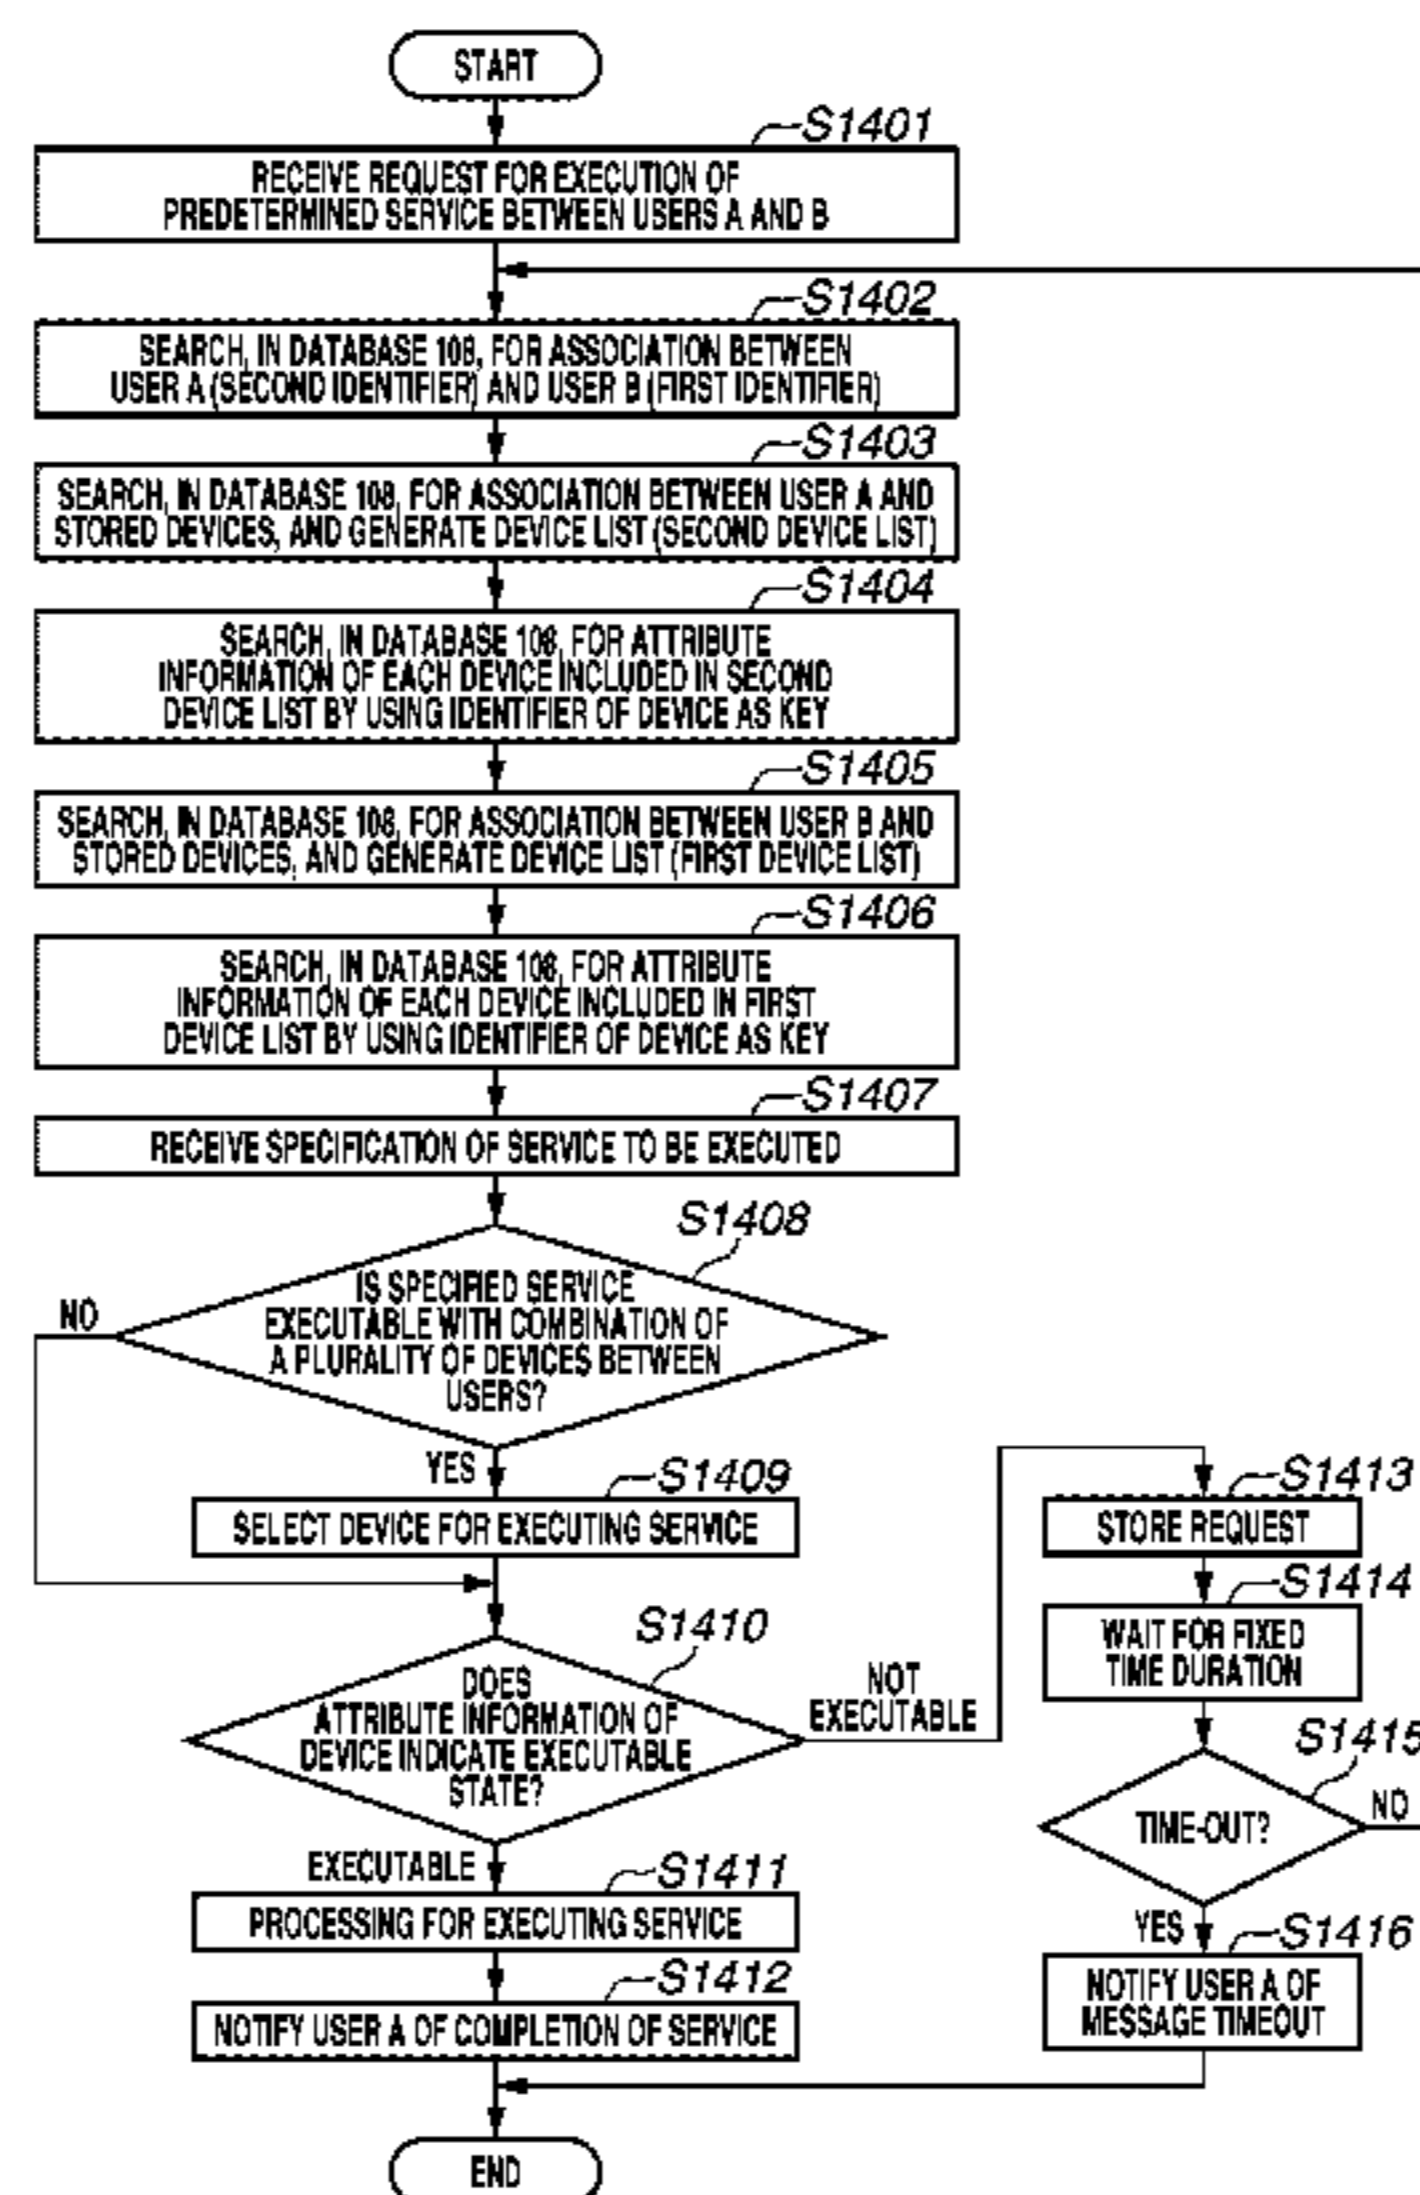 START
S1401
RECEIVE REQUEST FOR EXECUTION OF
PREDETERMINED SERVICE BETWEEN USERS A AND B
S1402
SEARCH, IN DATABASE 108, FOR ASSOCIATION BETWEEN
USER A (SECOND IDENTIFIER) AND USER B (FIRST IDENTIFIER)
S1403
SEARCH, IN DATABASE 108, FOR ASSOCIATION BETWEEN USER A AND
STORED DEVICES, AND GENERATE DEVICE LIST (SECOND DEVICE LIST)
S1404
SEARCH, IN DATABASE 108, FOR ATTRIBUTE
INFORMATION OF EACH DEVICE INCLUDED IN SECOND
DEVICE LIST BY USING IDENTIFIER OF DEVICE AS KEY
S1405
SEARCH, IN DATABASE 108, FOR ASSOCIATION BETWEEN USER B AND
STORED DEVICES, AND GENERATE DEVICE LIST (FIRST DEVICE LIST)
S1406
SEARCH, IN DATABASE 108, FOR ATTRIBUTE
INFORMATION OF EACH DEVICE INCLUDED IN FIRST
DEVICE LIST BY USING IDENTIFIER OF DEVICE AS KEY
S1407
RECEIVE SPECIFICATION OF SERVICE TO BE EXECUTED
S1408
IS SPECIFIED SERVICE
EXECUTABLE WITH COMBINATION OF
A PLURALITY OF DEVICES BETWEEN
USERS?
NO
YES
S1409
SELECT DEVICE FOR EXECUTING SERVICE
S1410
DOES
ATTRIBUTE INFORMATION OF
DEVICE INDICATE EXECUTABLE
STATE?
NOT
EXECUTABLE
EXECUTABLE
S1411
PROCESSING FOR EXECUTING SERVICE
S1412
NOTIFY USER A OF COMPLETION OF SERVICE
S1413
STORE REQUEST
S1414
WAIT FOR FIXED
TIME DURATION
S1415
TIME-OUT?
NO
YES
S1416
NOTIFY USER A OF
MESSAGE TIMEOUT
END